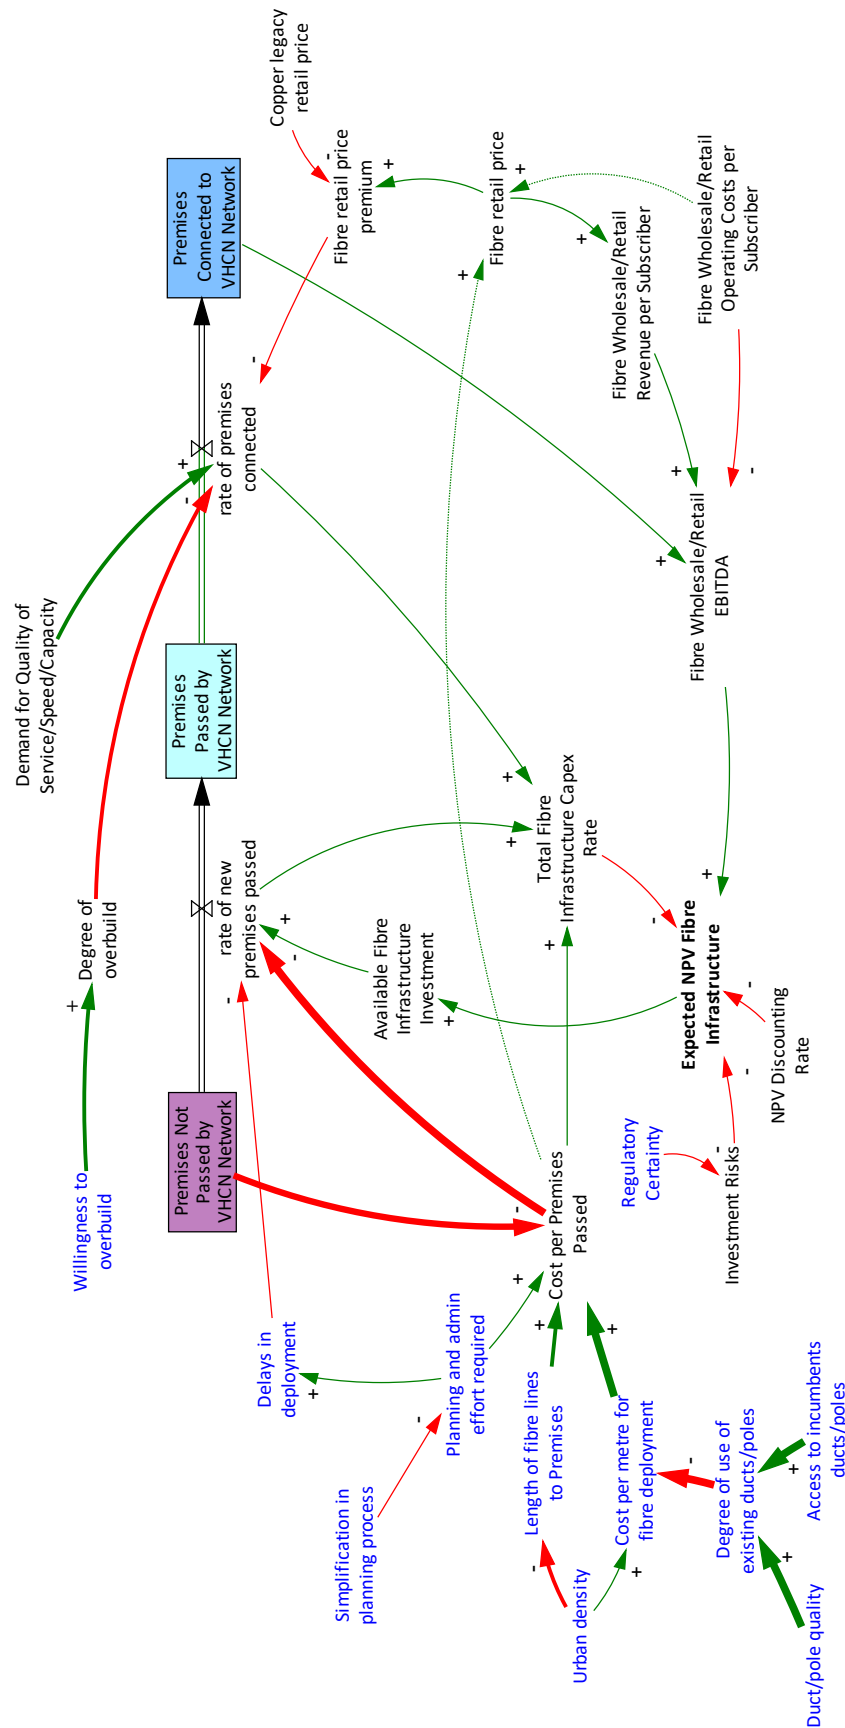 Demand for Quality of
Service/Speed/Capacity
Willingness to
overbuild
+
Degree of
overbuild
Premises Not
Passed by
VHCN Network
Premises
Passed by
VHCN Network
Premises
Connected to
VHCN Network
rate of new
premises passed
rate of premises
connected
+
-
-
-
+
-
Copper legacy
retail price
-
Fibre retail price
premium
+
Delays in
deployment
+
Simplification in
planning process
-
Planning and admin
effort required
+
Available Fibre
Infrastructure
Investment
+
Fibre retail price
+
+
Length of fibre lines
to Premises
-
+
Cost per Premises
Passed
-
+
Total Fibre
Infrastructure Capex
Rate
+
+
+
Urban density
+
Cost per metre for
fibre deployment
+
-
Regulatory
Certainty
-
Investment Risks
-
Expected NPV Fibre
Infrastructure
-
+
-
NPV Discounting
Rate
Fibre Wholesale/Retail
EBITDA
+
+
-
Fibre Wholesale/Retail
Revenue per Subscriber
+
Fibre Wholesale/Retail
Operating Costs per
Subscriber
Degree of use of
existing ducts/poles
+
+
Duct/pole quality
Access to incumbents
ducts/poles